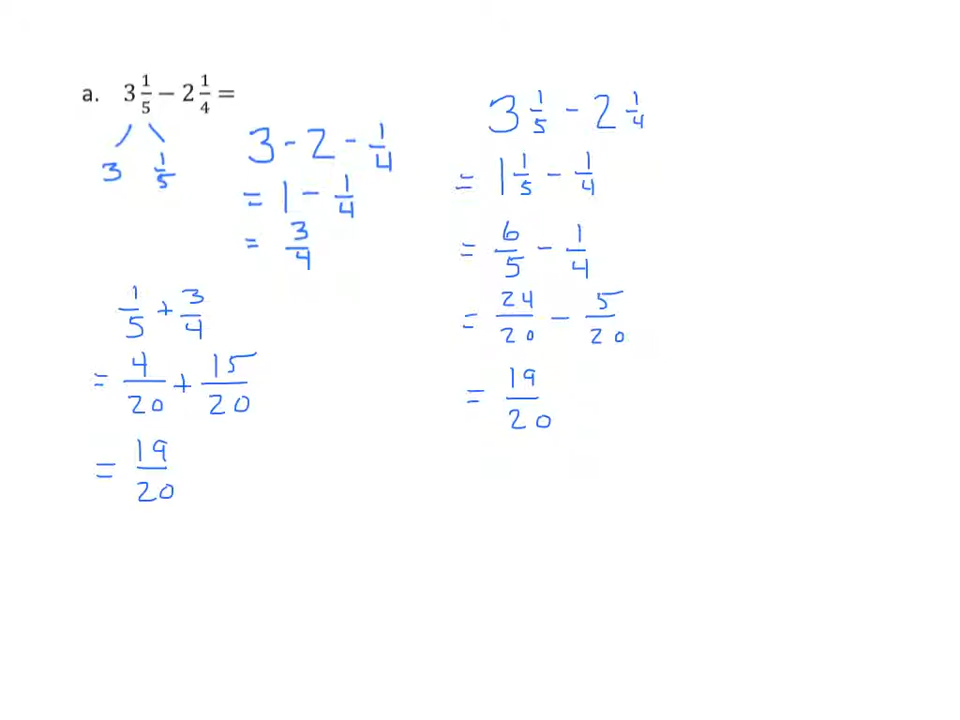 a. 3 1/5 − 2 1/4 =
3 1/5
3 - 2 - 1/4
= 1 - 1/4
= 3/4
1/5 + 3/4
= 4/20 + 15/20
= 19/20
3 1/5 - 2 1/4
= 1 1/5 - 1/4
= 6/5 - 1/4
= 24/20 - 5/20
= 19/20